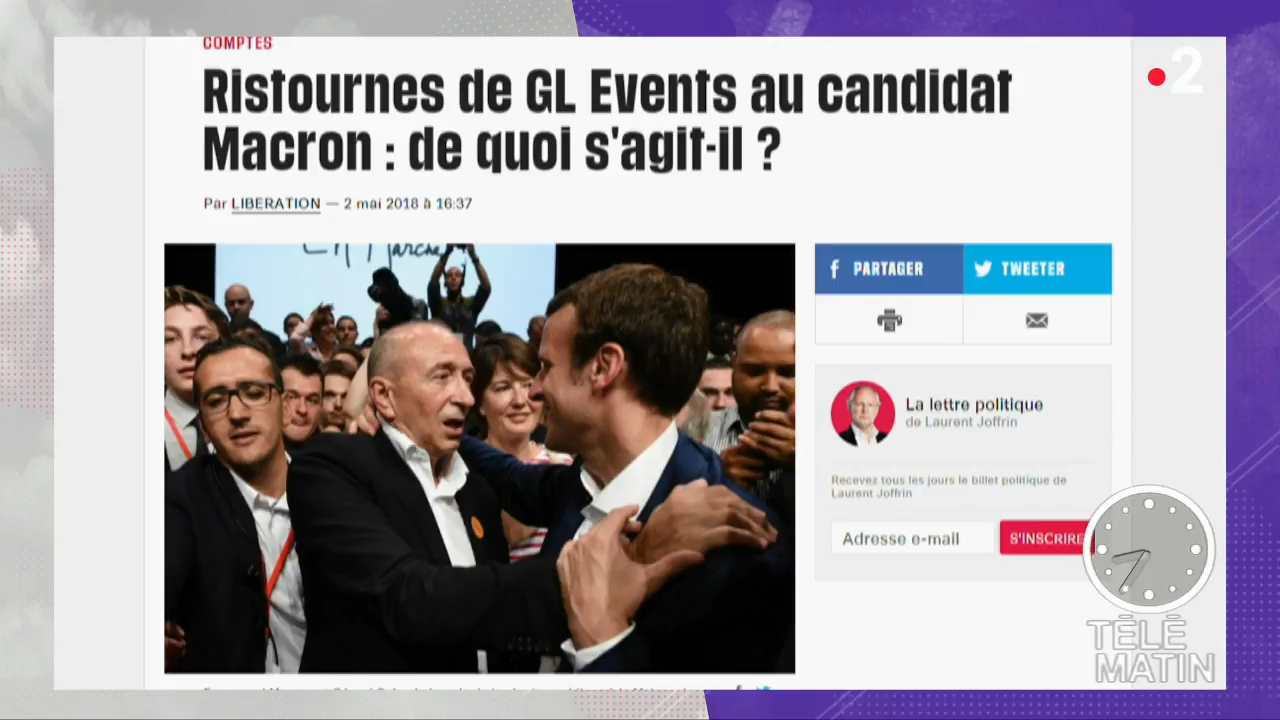 COMPTES
Ristournes de GL Events au candidat
Macron : de quoi s'agit-il ?
Par LIBERATION — 2 mai 2018 à 16:37
En Marche
2
PARTAGER
TWEETER
La lettre politique
de Laurent Joffrin
Recevez tous les jours le billet politique de
Laurent Joffrin
Adresse e-mail
S'INSCRIRE
TÉLÉ
MATIN